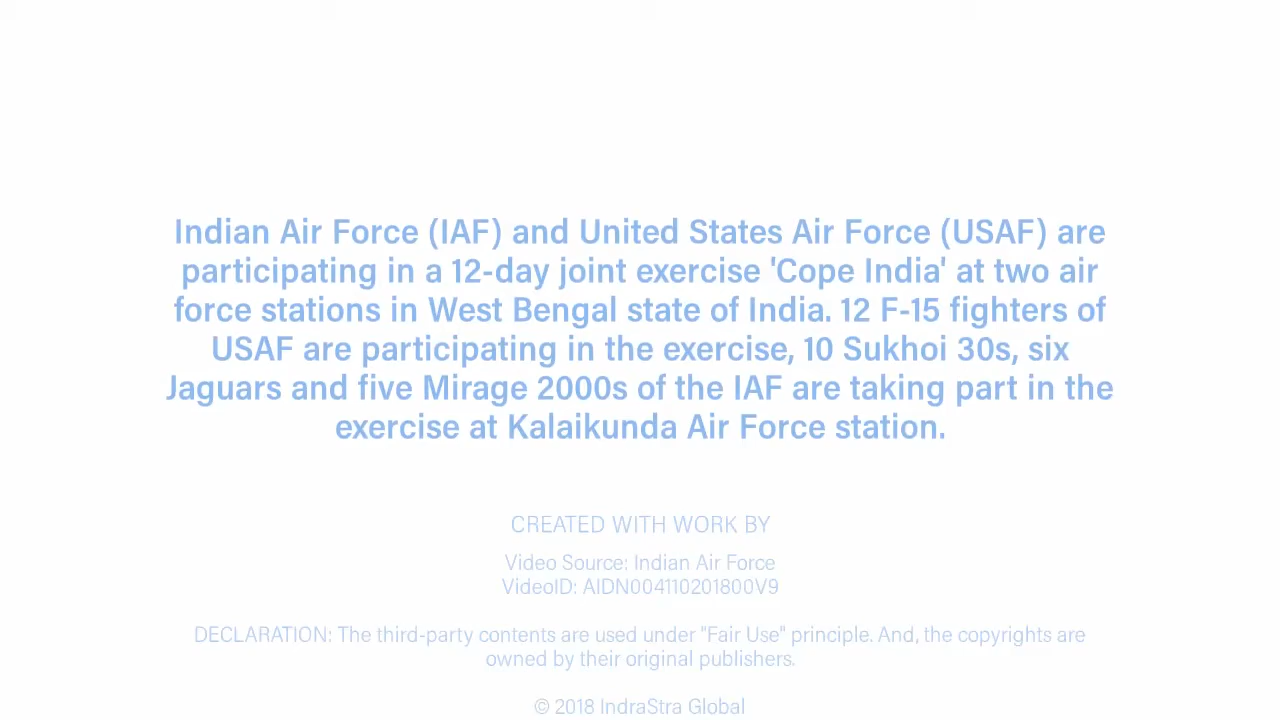 Indian Air Force (IAF) and United States Air Force (USAF) are
participating in a 12-day joint exercise 'Cope India' at two air
force stations in West Bengal state of India. 12 F-15 fighters of
USAF are participating in the exercise, 10 Sukhoi 30s, six
Jaguars and five Mirage 2000s of the IAF are taking part in the
exercise at Kalaikunda Air Force station.
CREATED WITH WORK BY
Video Source: Indian Air Force
VideoID: AIDN004110201800V9
DECLARATION: The third-party contents are used under "Fair Use" principle. And, the copyrights are
owned by their original publishers.
© 2018 IndraStra Global